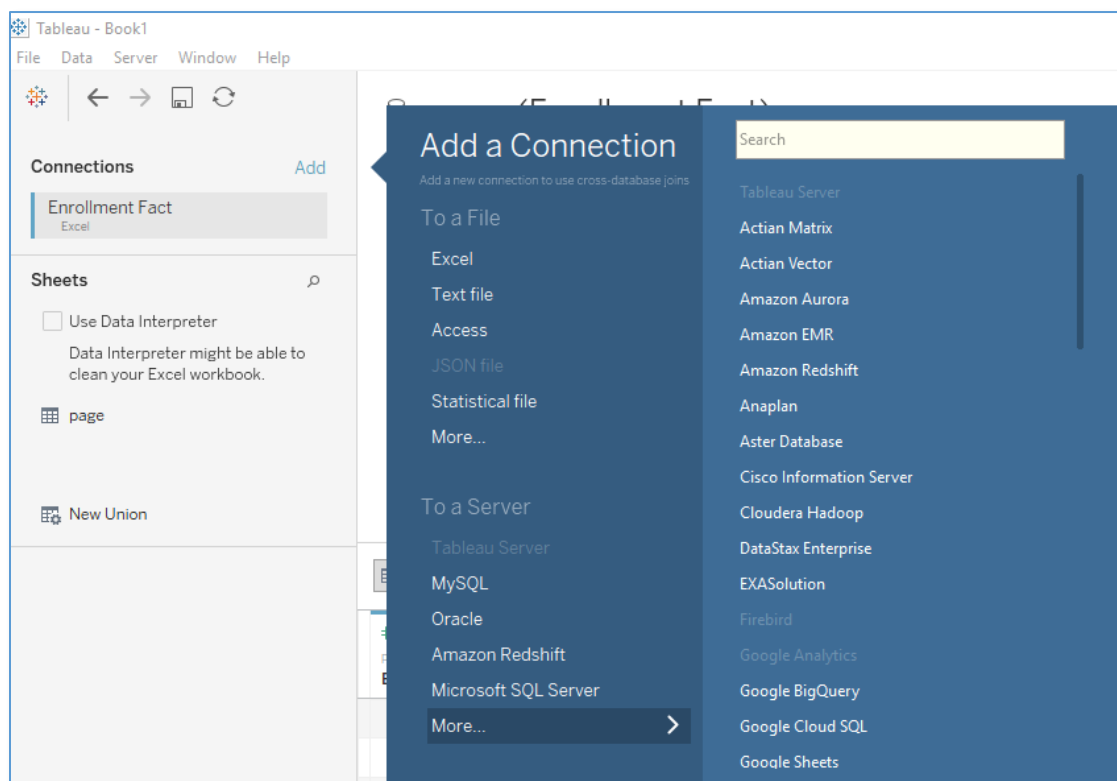 Tableau - Book1
File Data Server Window Help
Connections
Add
Enrollment Fact
Excel
Sheets
Use Data Interpreter
Data Interpreter might be able to
clean your Excel workbook.
page
New Union
Add a Connection
Add a new connection to use cross-database joins
To a File
Excel
Text file
Access
JSON file
Statistical file
More...
To a Server
Tableau Server
MySQL
Oracle
Amazon Redshift
Microsoft SQL Server
More...
Search
Tableau Server
Actian Matrix
Actian Vector
Amazon Aurora
Amazon EMR
Amazon Redshift
Anaplan
Aster Database
Cisco Information Server
Cloudera Hadoop
DataStax Enterprise
EXASolution
Firebird
Google Analytics
Google BigQuery
Google Cloud SQL
Google Sheets